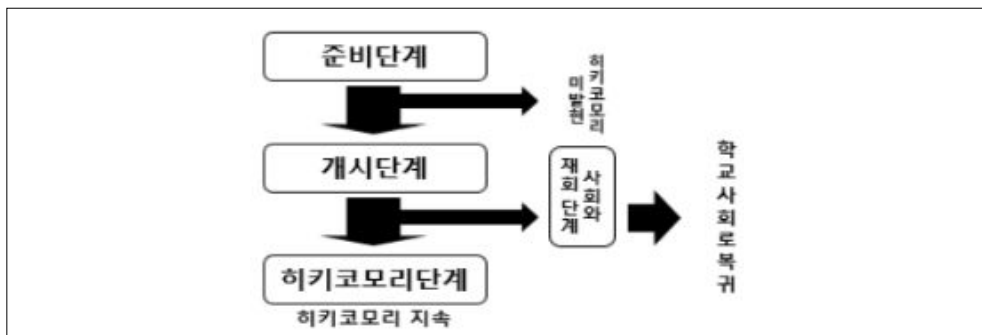 준비단계
히키코모리
미발현
개시단계
사회와
재회 단계
학교사회로복귀
히키코모리단계
히키코모리 지속